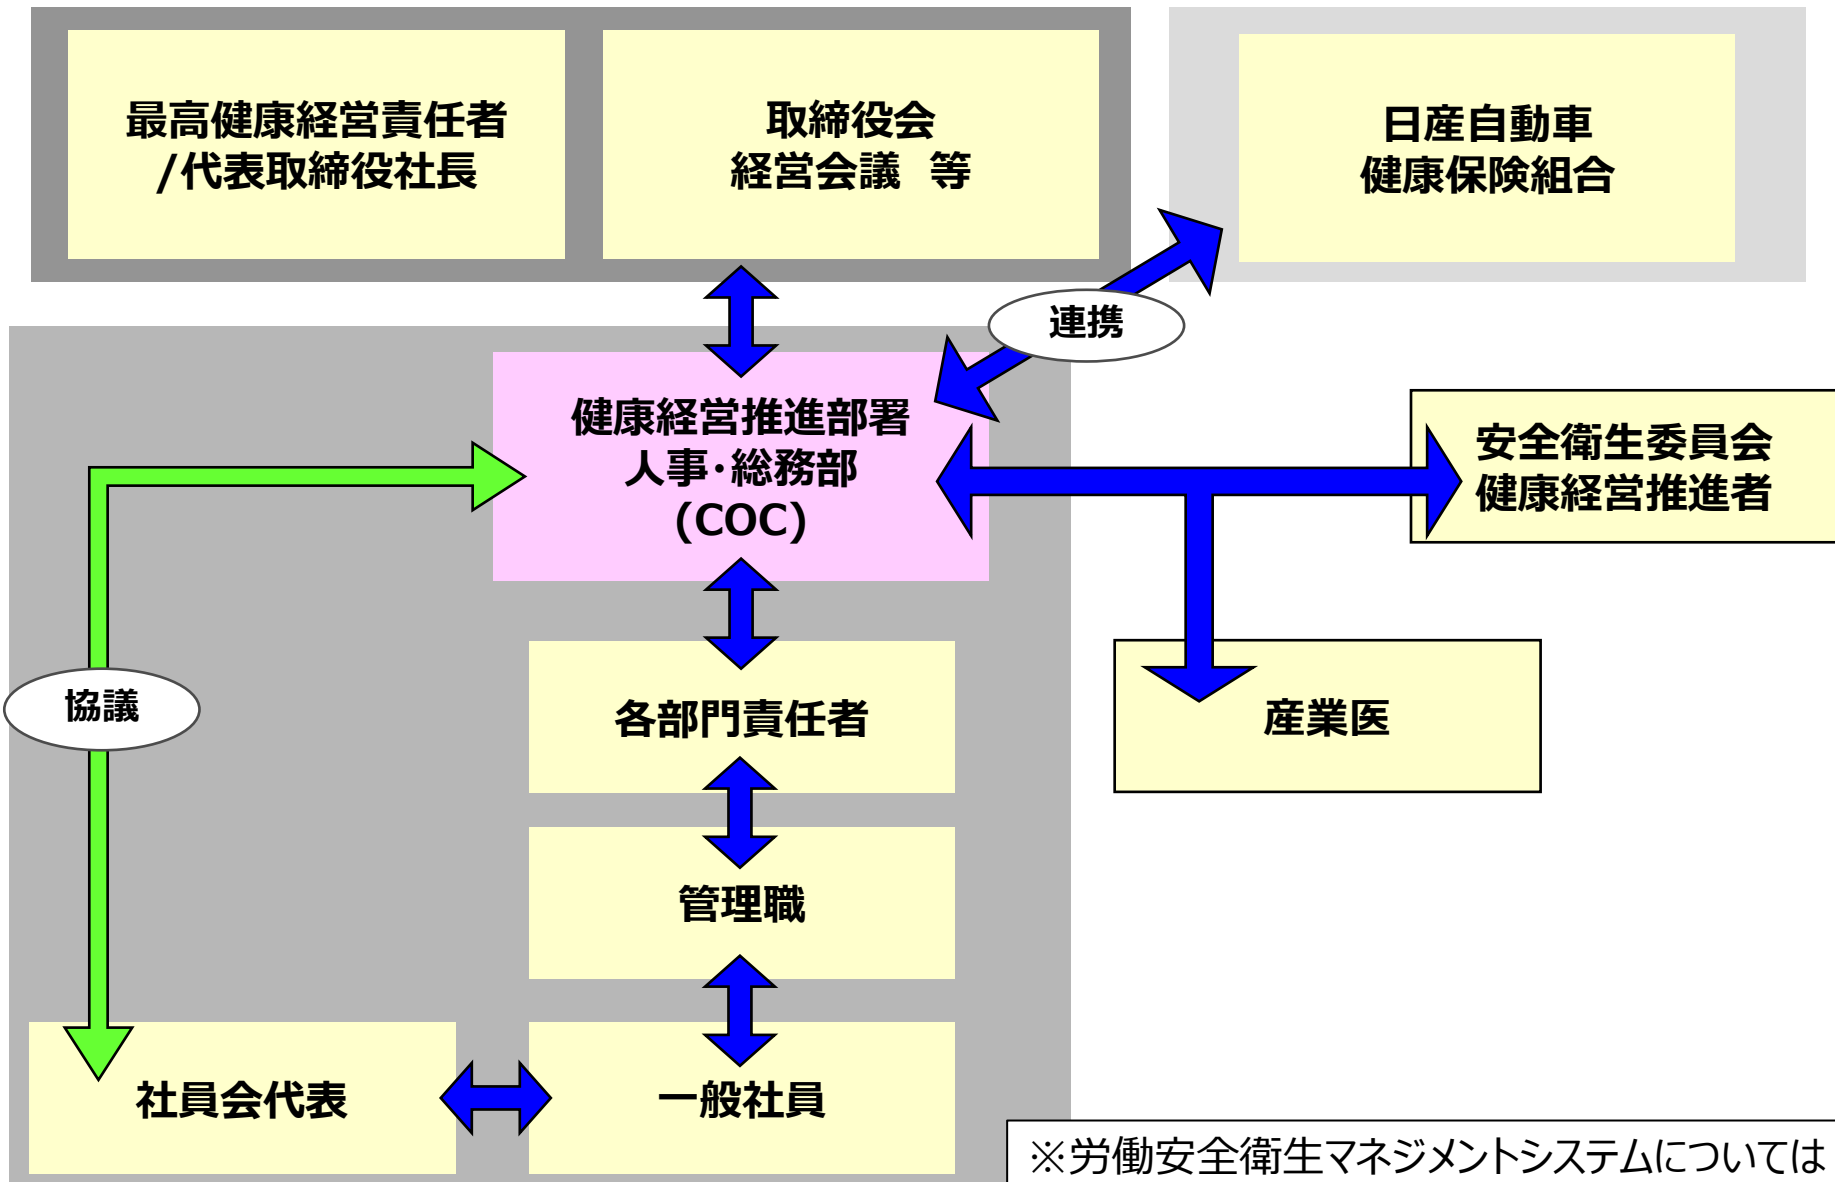 最高健康経営責任者
/代表取締役社長
取締役会
経営会議　等
日産自動車
健康保険組合
連携
健康経営推進部署
人事･総務部
(COC)
安全衛生委員会
健康経営推進者
協議
各部門責任者
産業医
管理職
社員会代表
一般社員
※労働安全衛生マネジメントシステムについては